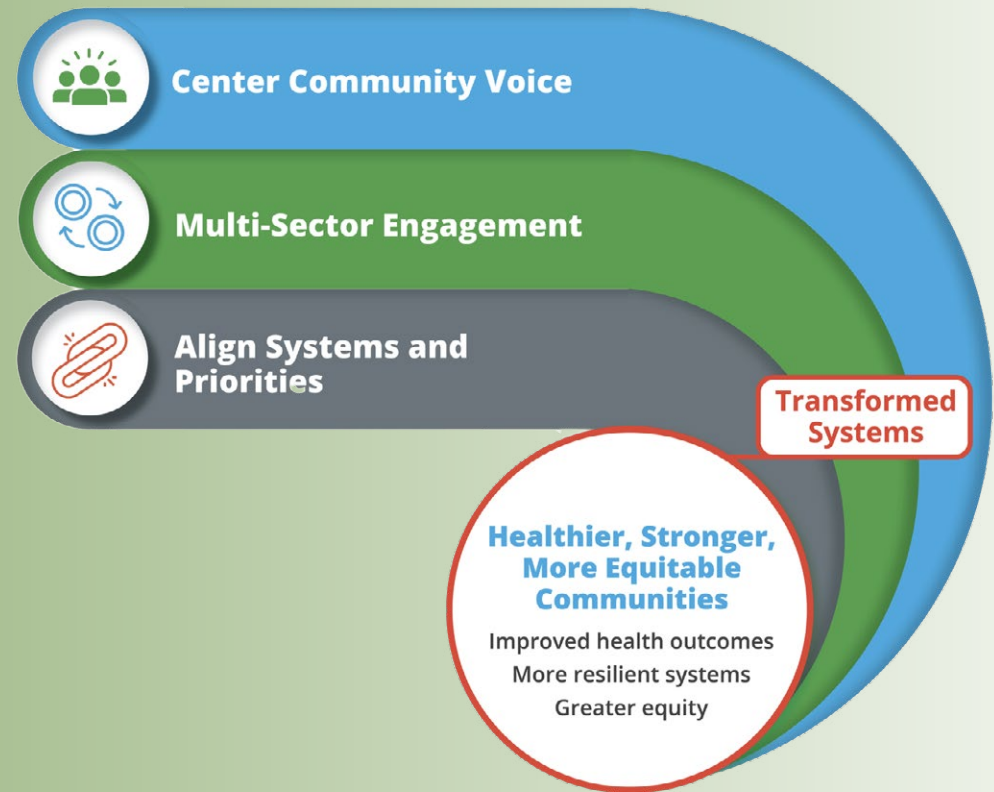 Center Community Voice
Multi-Sector Engagement
Align Systems and
Priorities
Transformed
Systems
Healthier, Stronger,
More Equitable
Communities
Improved health outcomes
More resilient systems
Greater equity